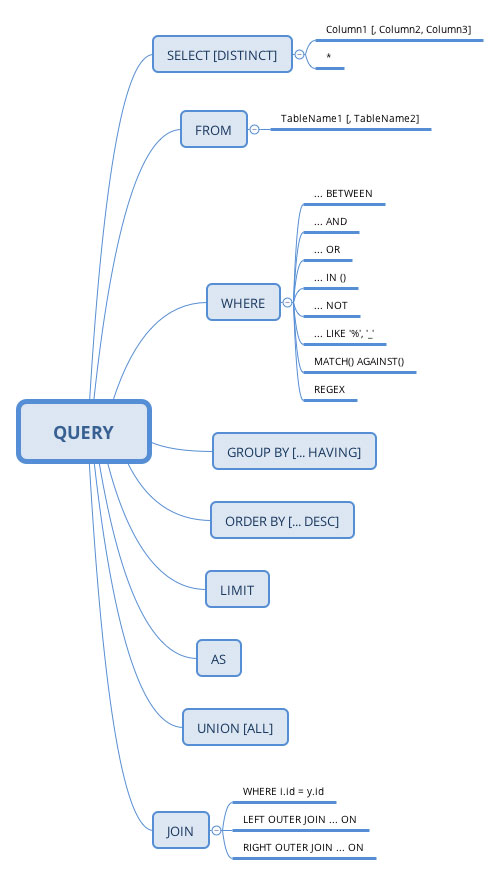 QUERY
SELECT [DISTINCT]
Column1 [, Column2, Column3]
*
FROM
TableName1 [, TableName2]
WHERE
... BETWEEN
... AND
... OR
... IN ()
... NOT
... LIKE '%', '_'
MATCH() AGAINST()
REGEX
GROUP BY [... HAVING]
ORDER BY [... DESC]
LIMIT
AS
UNION [ALL]
JOIN
WHERE i.id = y.id
LEFT OUTER JOIN ... ON
RIGHT OUTER JOIN ... ON